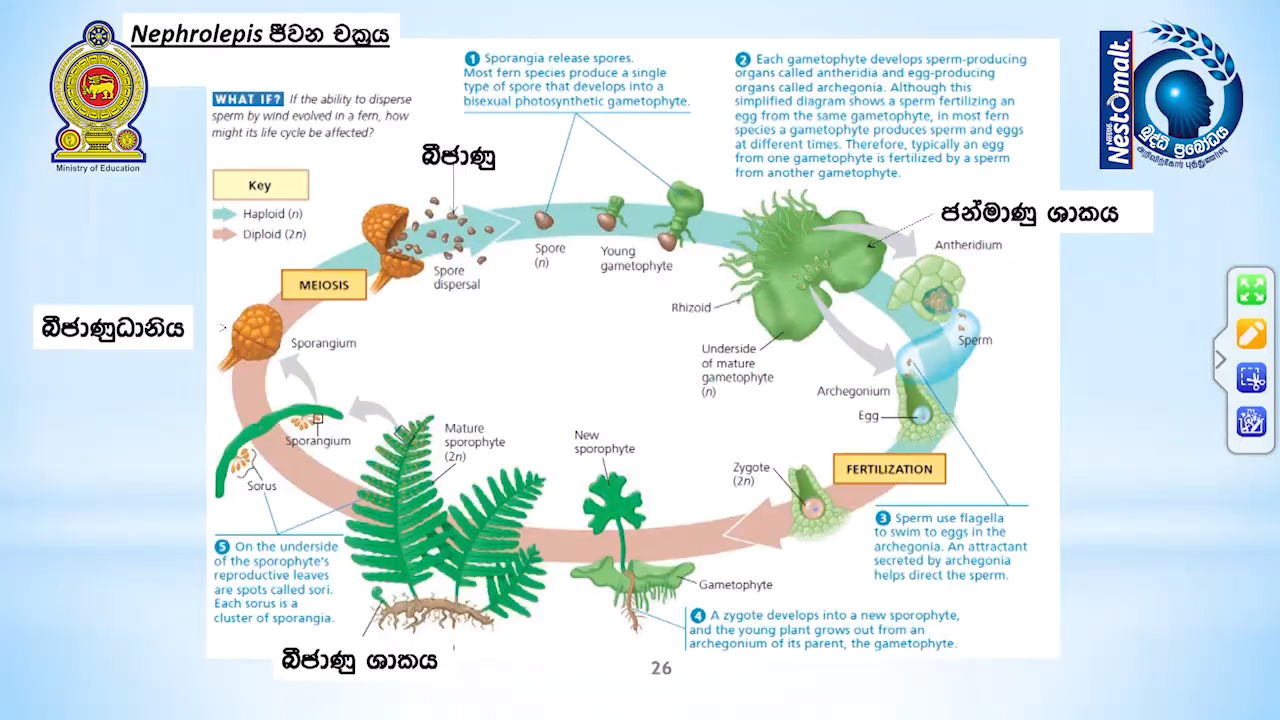 Nephrolepis ජීවන චක්‍රය
Ministry of Education
WHAT IF? If the ability to disperse
sperm by wind evolved in a fern, how
might its life cycle be affected?
Key
Haploid (n)
Diploid (2n)
1 Sporangia release spores.
Most fern species produce a single
type of spore that develops into a
bisexual photosynthetic gametophyte.
2 Each gametophyte develops sperm-producing
organs called antheridia and egg-producing
organs called archegonia. Although this
simplified diagram shows a sperm fertilizing an
egg from the same gametophyte, in most fern
species a gametophyte produces sperm and eggs
at different times. Therefore, typically an egg
from one gametophyte is fertilized by a sperm
from another gametophyte.
Nestlé
NESTOMALT
බුද්ධි ප්‍රබෝධය
බීජාණු
ජන්මාණු ශාකය
Spore
dispersal
Spore
(n)
Young
gametophyte
Antheridium
MEIOSIS
Rhizoid
බීජාණුධානිය
Sporangium
Underside
of mature
gametophyte
(n)
Sperm
Archegonium
Egg
Sporangium
Sorus
Mature
sporophyte
(2n)
New
sporophyte
Zygote
(2n)
FERTILIZATION
3 Sperm use flagella
to swim to eggs in the
archegonia. An attractant
secreted by archegonia
helps direct the sperm.
5 On the underside
of the sporophyte's
reproductive leaves
are spots called sori.
Each sorus is a
cluster of sporangia.
Gametophyte
4 A zygote develops into a new sporophyte,
and the young plant grows out from an
archegonium of its parent, the gametophyte.
බීජාණු ශාකය
26